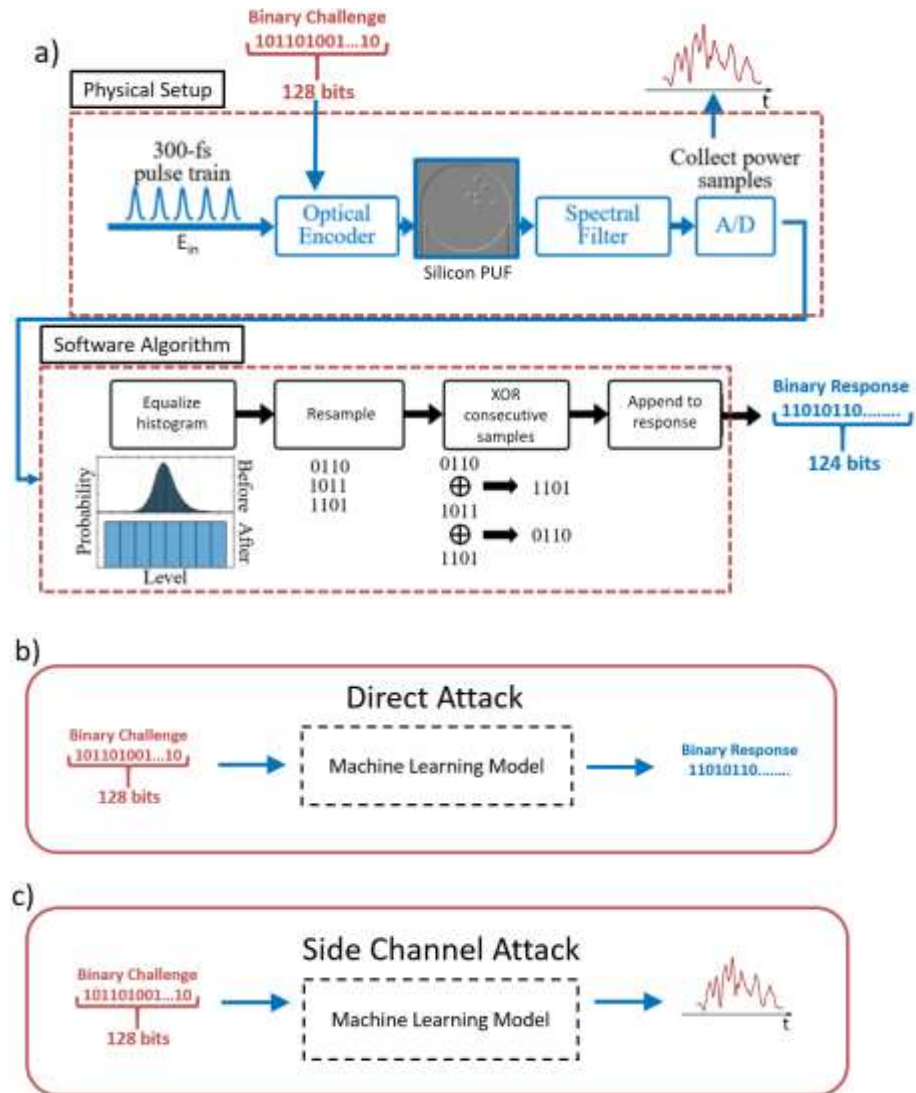 a)
Binary Challenge
101101001...10
128 bits
t
Physical Setup
300-fs
pulse train
E_in
Optical
Encoder
Silicon PUF
Spectral
Filter
Collect power
samples
A/D
Software Algorithm
Equalize
histogram
Resample
XOR
consecutive
samples
Append to
response
Binary Response
11010110........
124 bits
Probability
Before
After
Level
0110
1011
1101
0110
⊕
1101
1011
⊕
0110
1101
b)
Direct Attack
Binary Challenge
101101001...10
128 bits
Machine Learning Model
Binary Response
11010110........
c)
Side Channel Attack
Binary Challenge
101101001...10
128 bits
Machine Learning Model
t